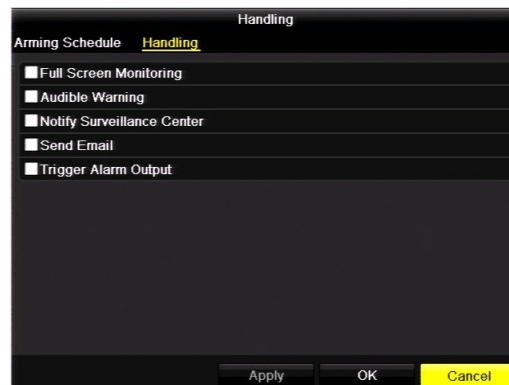 Handling
Arming Schedule Handling
Full Screen Monitoring
Audible Warning
Notify Surveillance Center
Send Email
Trigger Alarm Output
Apply OK Cancel